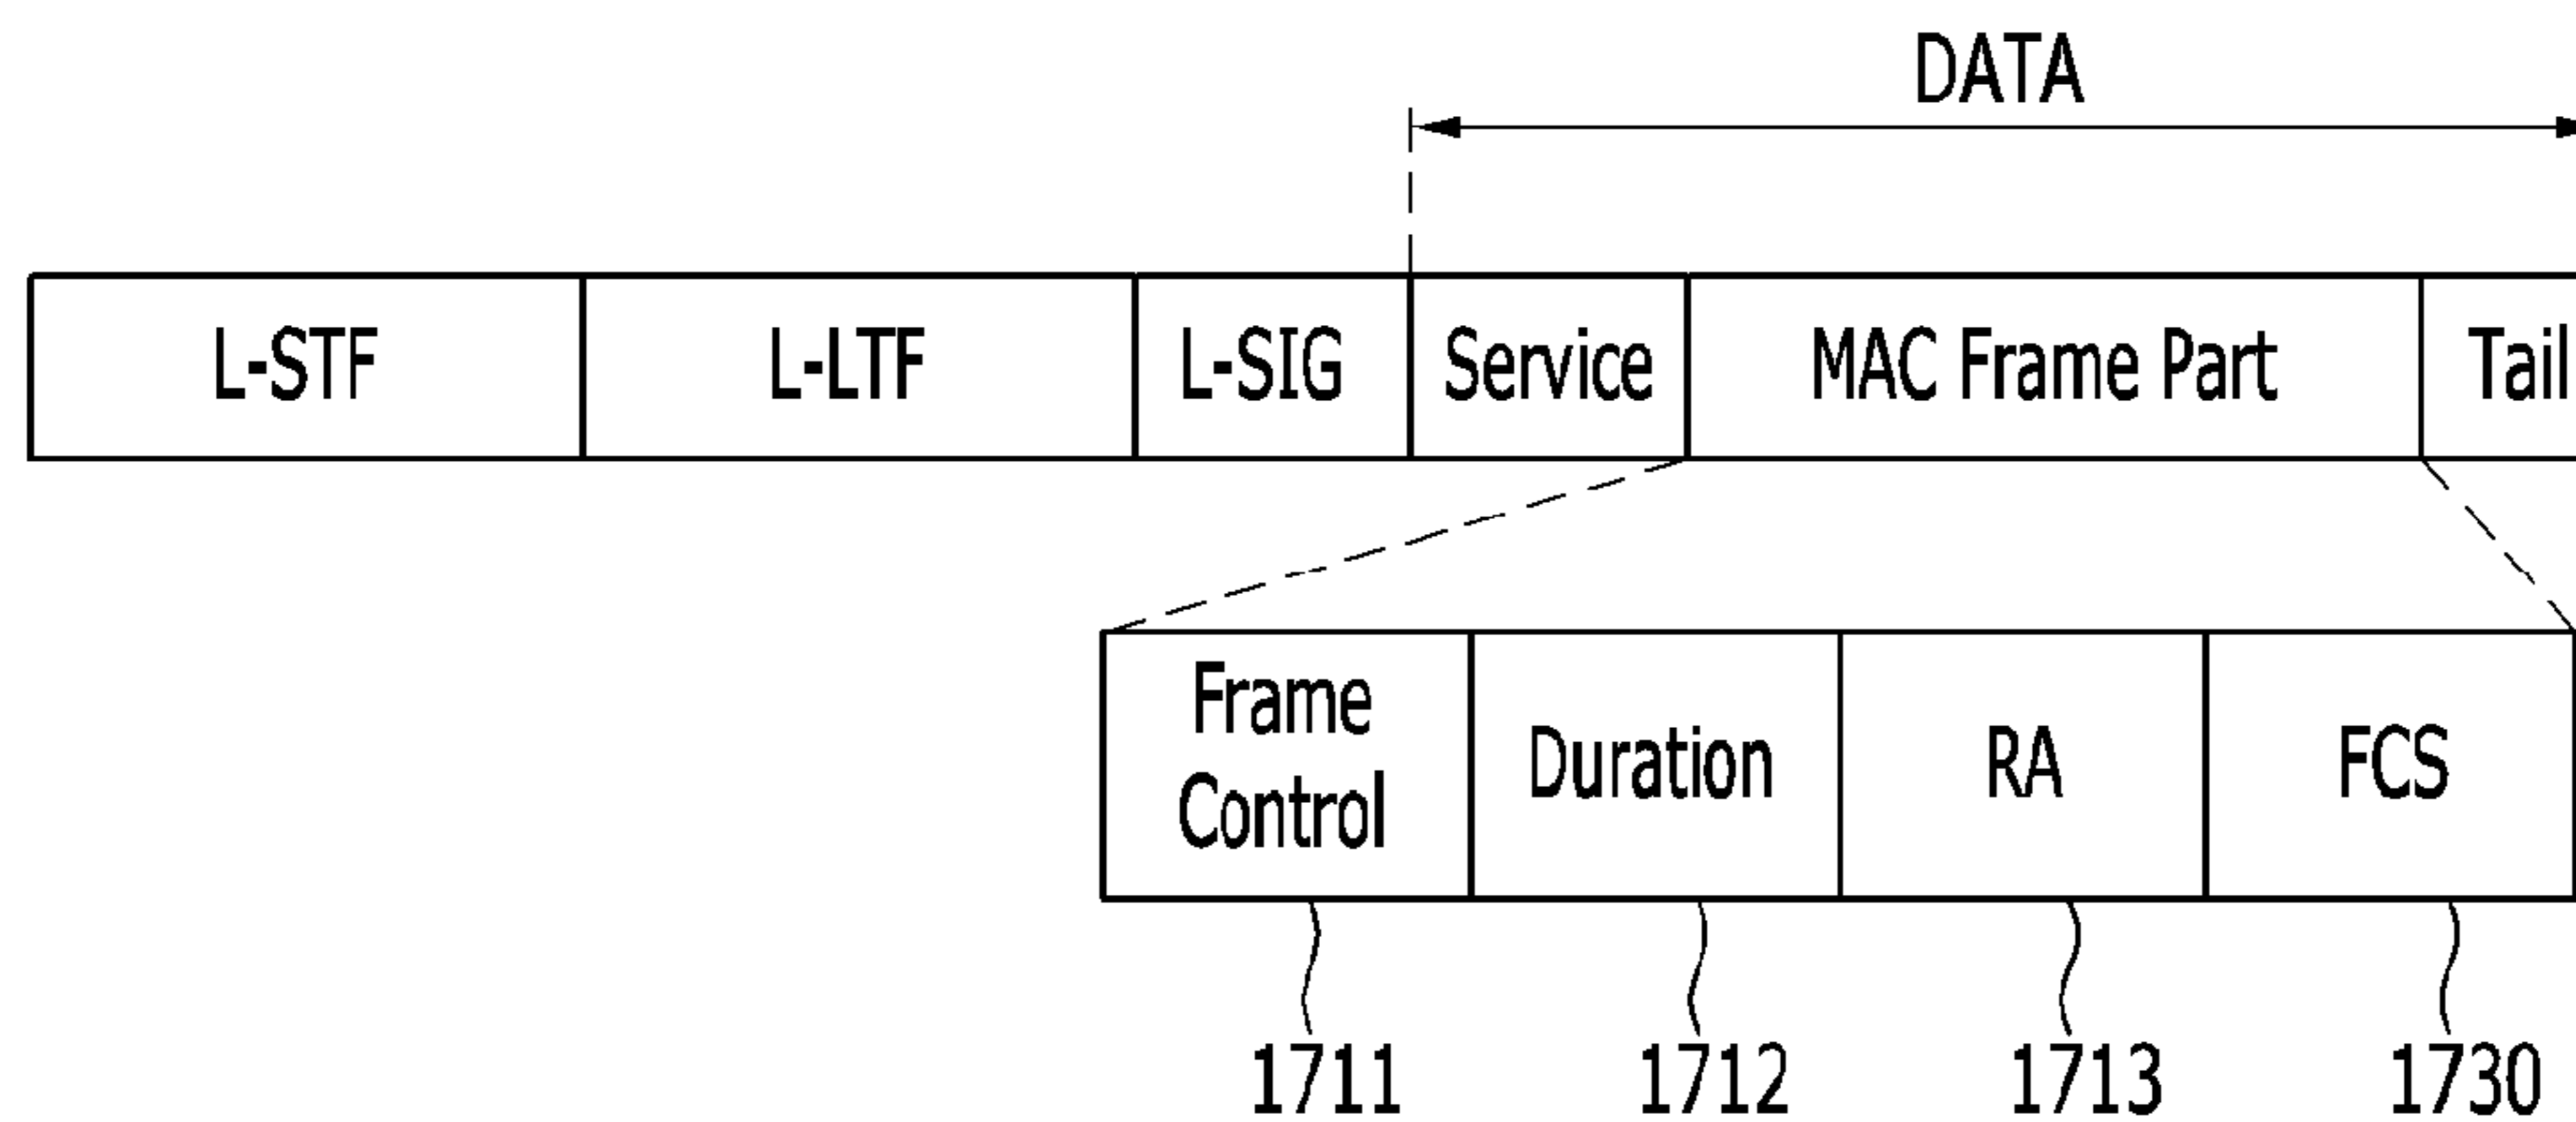 DATA
L-STF L-LTF L-SIG Service MAC Frame Part Tail
Frame
Control
Duration RA FCS
1711 1712 1713 1730